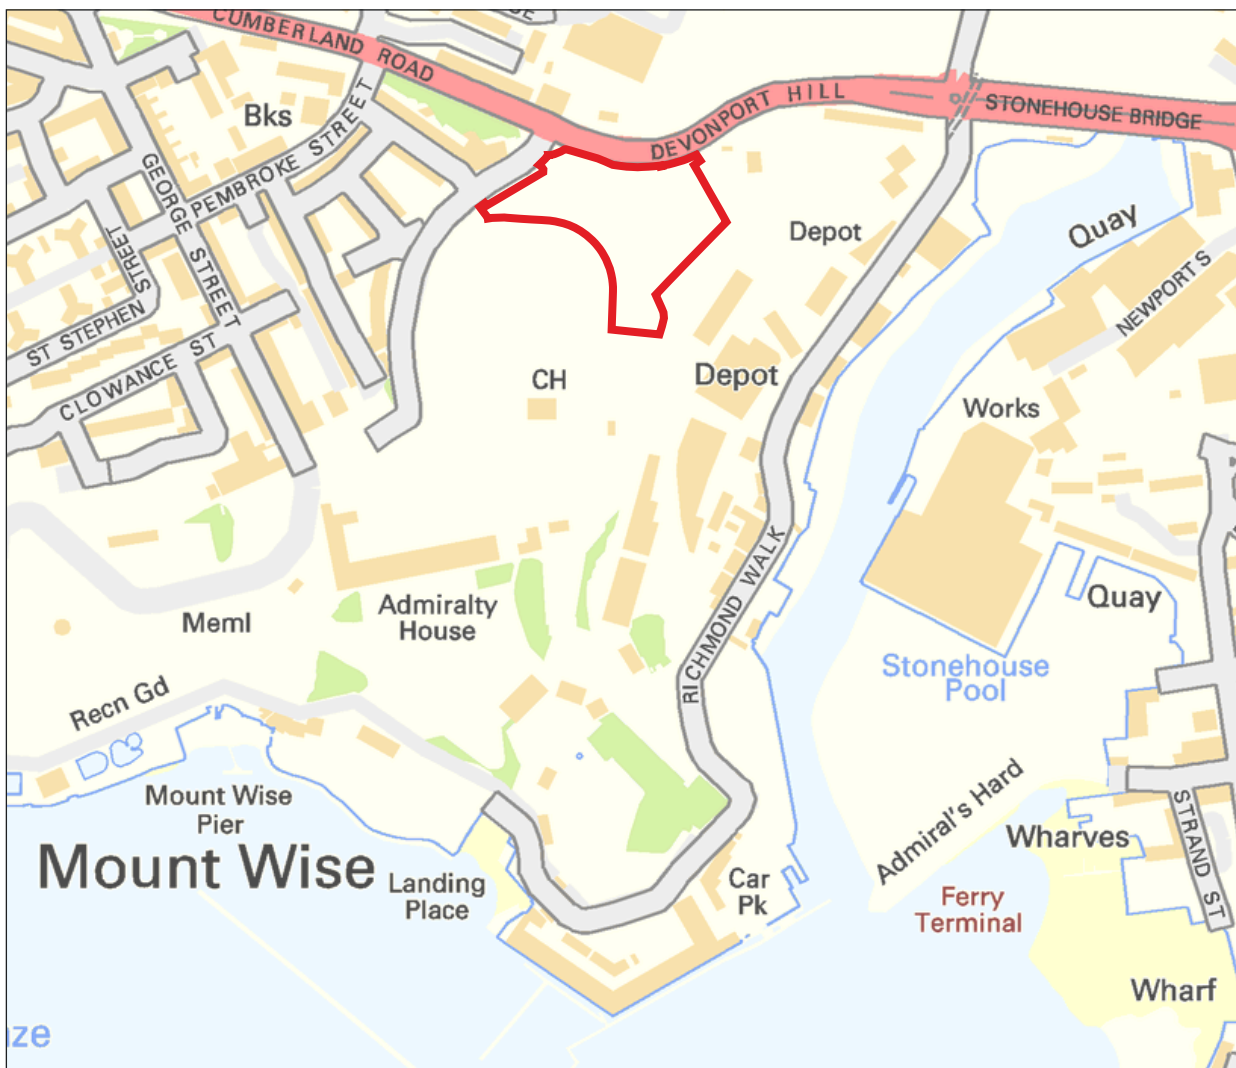 CUMBERLAND ROAD
DEVONPORT HILL
STONEHOUSE BRIDGE
Bks
PEMBROKE STREET
GEORGE STREET
STREET
ST STEPHEN
CLOWANCE ST
Depot
Quay
NEWPORT S
CH
Depot
Works
RICHMOND WALK
Admiralty
House
Meml
Quay
Stonehouse
Pool
Recn Gd
Mount Wise
Pier
Mount Wise
Landing
Place
Car
Pk
Admiral's Hard
Wharves
STRAND ST
Ferry
Terminal
Wharf
ze